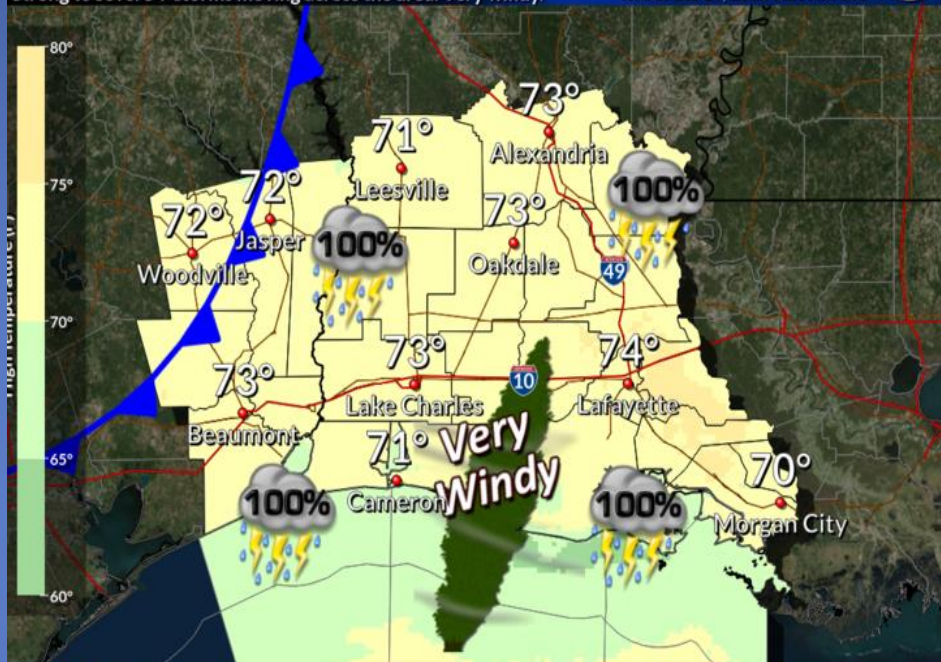 80°
75°
70°
65°
60°
73°
Alexandria
71°
Leesville
100%
72°
Jasper
72°
Woodville
100%
73°
Oakdale
49
73°
Beaumont
73°
Lake Charles
10
74°
Lafayette
71°
Cameron
Very
Windy
100%
100%
70°
Morgan City